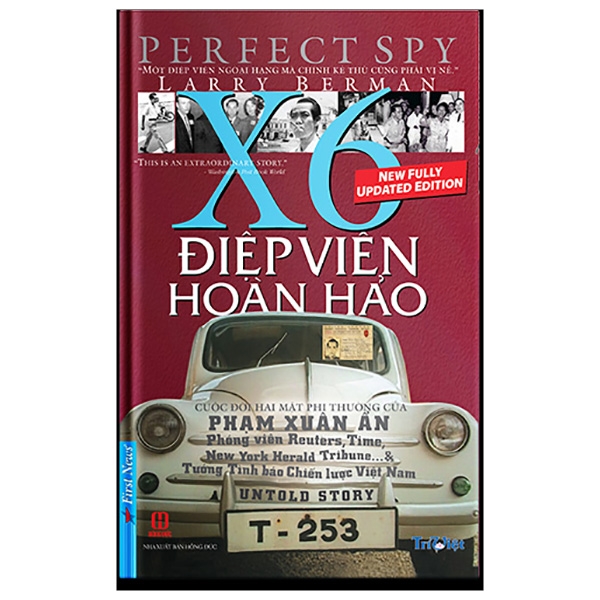 PERFECT SPY
"MỘT ĐIỆP VIÊN NGOẠI HẠNG MÀ CHÍNH KẺ THÙ CŨNG PHẢI VỊ NỂ."
LARRY BERMAN
X6
"THIS IS AN EXTRAORDINARY STORY."
NEW FULLY
UPDATED EDITION
ĐIỆP VIÊN
HOÀN HẢO
CUỘC ĐỜI HAI MẶT PHI THƯỜNG CỦA
PHẠM XUÂN ẨN
Phóng viên Reuters, Time,
New York Herald Tribune...&
Tướng Tình báo Chiến lược Việt Nam
UNTOLD STORY
T-253
First News
NHÀ XUẤT BẢN HỒNG ĐỨC
Trí Việt